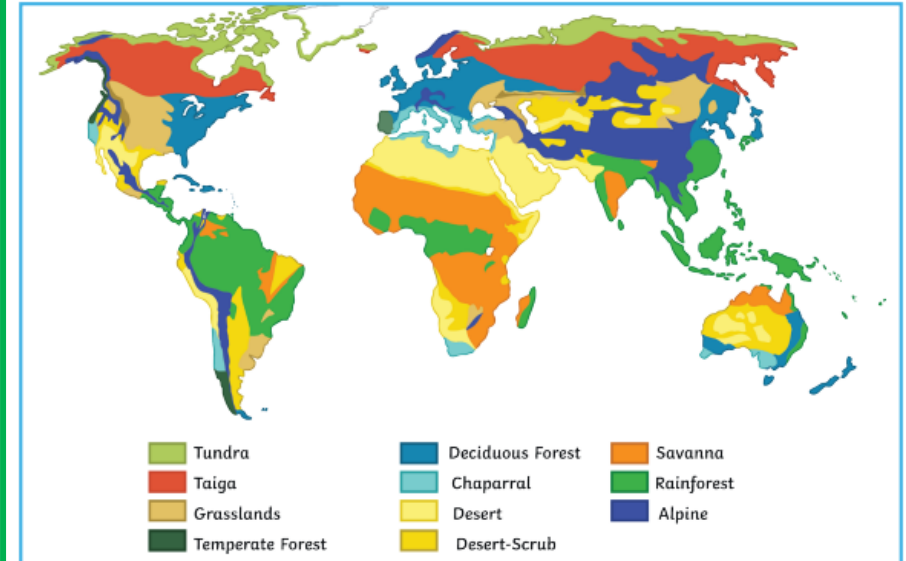 Tundra
Taiga
Grasslands
Temperate Forest
Deciduous Forest
Chaparral
Desert
Desert-Scrub
Savanna
Rainforest
Alpine